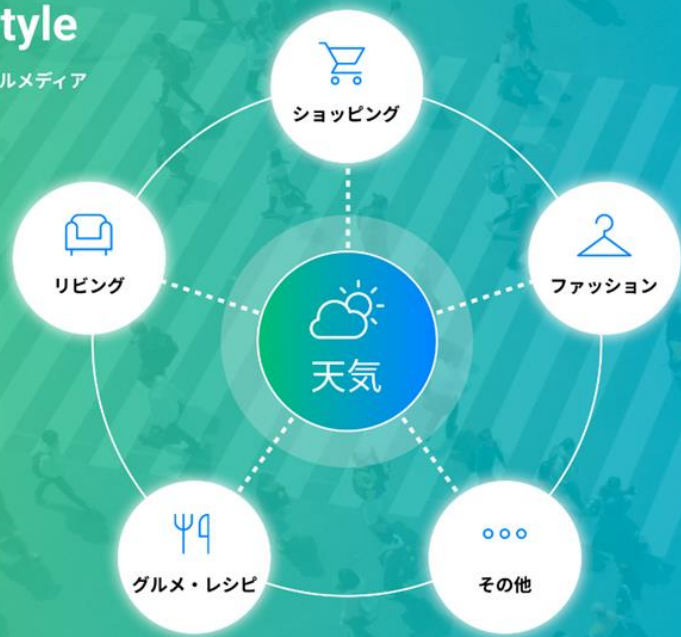 tyle
ルメディア
ショッピング
リビング
ファッション
天気
グルメ・レシピ
その他